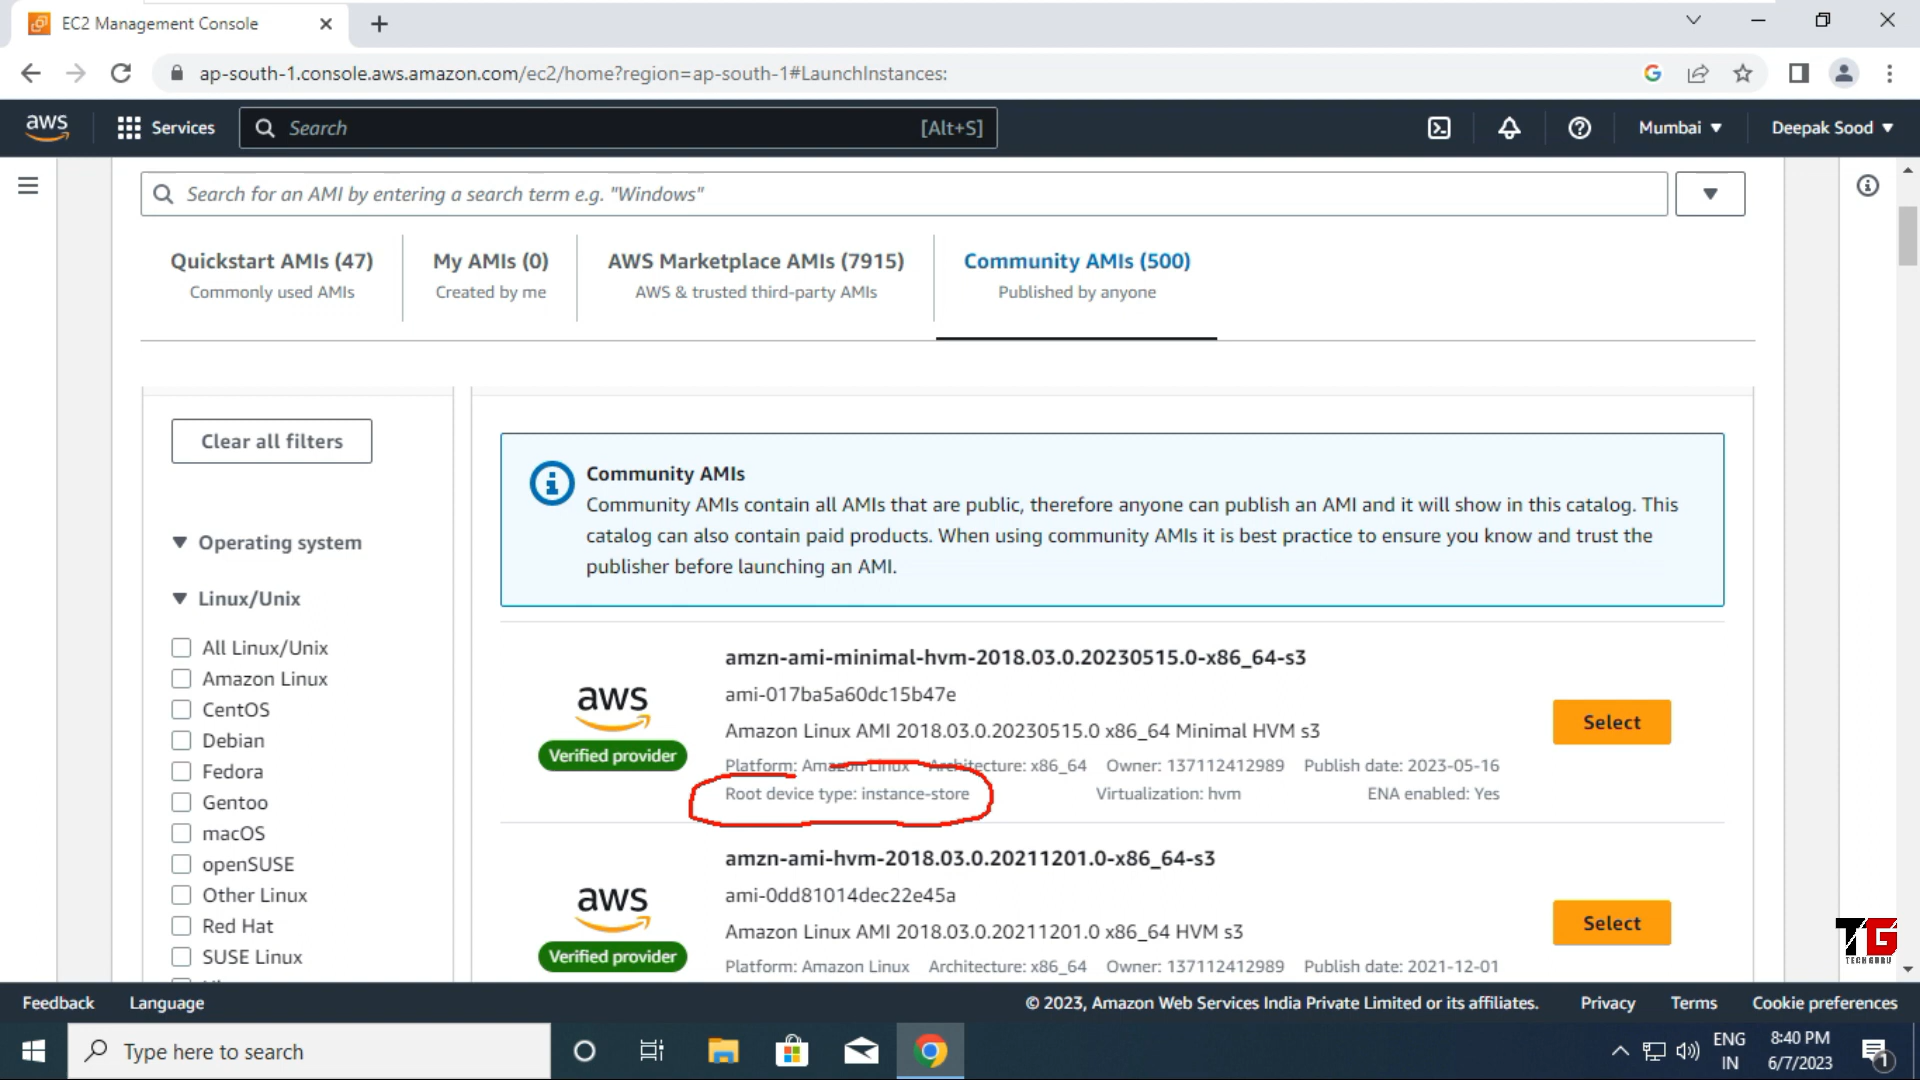 EC2 Management Console
ap-south-1.console.aws.amazon.com/ec2/home?region=ap-south-1#LaunchInstances:
aws
Services
Search
[Alt+S]
Mumbai
Deepak Sood
Search for an AMI by entering a search term e.g. "Windows"
Quickstart AMIs (47)
Commonly used AMIs
My AMIs (0)
Created by me
AWS Marketplace AMIs (7915)
AWS & trusted third-party AMIs
Community AMIs (500)
Published by anyone
Clear all filters
Operating system
Linux/Unix
All Linux/Unix
Amazon Linux
CentOS
Debian
Fedora
Gentoo
macOS
openSUSE
Other Linux
Red Hat
SUSE Linux
Community AMIs
Community AMIs contain all AMIs that are public, therefore anyone can publish an AMI and it will show in this catalog. This
catalog can also contain paid products. When using community AMIs it is best practice to ensure you know and trust the
publisher before launching an AMI.
aws
Verified provider
amzn-ami-minimal-hvm-2018.03.0.20230515.0-x86_64-s3
ami-017ba5a60dc15b47e
Amazon Linux AMI 2018.03.0.20230515.0 x86_64 Minimal HVM s3
Platform: Amazon Linux Architecture: x86_64 Owner: 137112412989 Publish date: 2023-05-16
Root device type: instance-store Virtualization: hvm ENA enabled: Yes
Select
aws
Verified provider
amzn-ami-hvm-2018.03.0.20211201.0-x86_64-s3
ami-0dd81014dec22e45a
Amazon Linux AMI 2018.03.0.20211201.0 x86_64 HVM s3
Platform: Amazon Linux Architecture: x86_64 Owner: 137112412989 Publish date: 2021-12-01
Select
TG
TECH GURU
Feedback
Language
© 2023, Amazon Web Services India Private Limited or its affiliates.
Privacy
Terms
Cookie preferences
Type here to search
ENG
IN
8:40 PM
6/7/2023
1